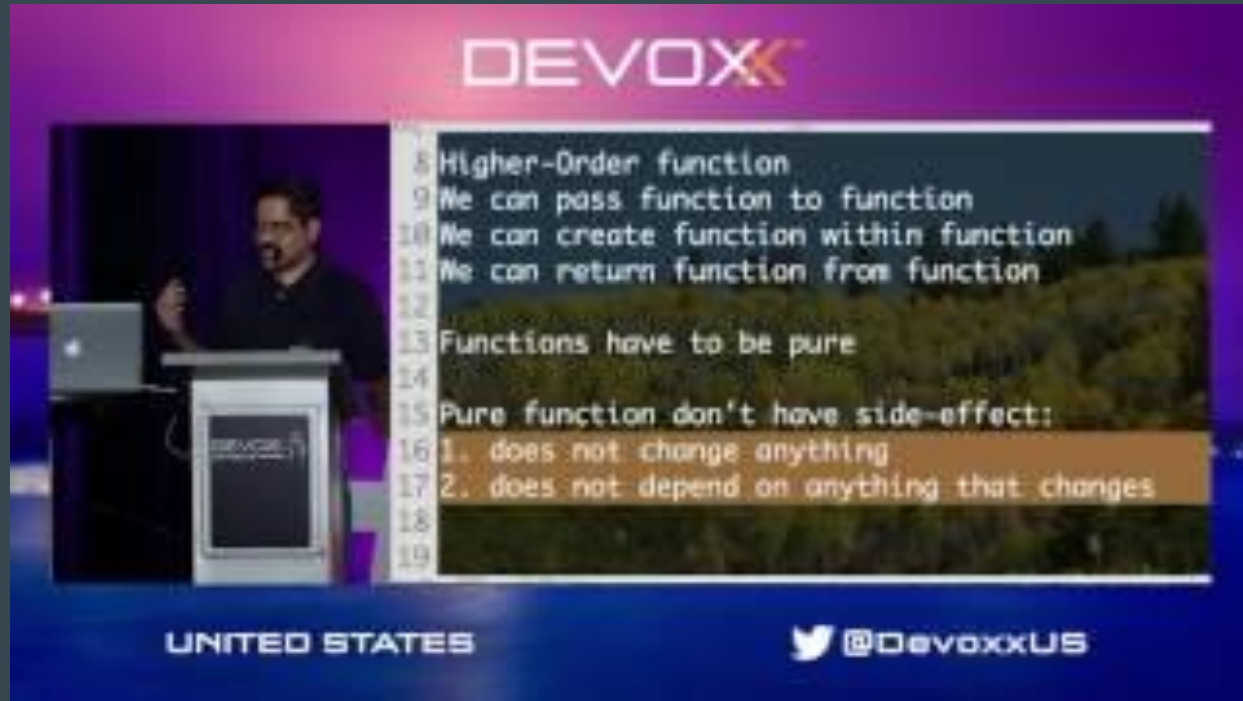 DEVOXX
8 Higher-Order function
9 We can pass function to function
10 We can create function within function
11 We can return function from function
12
13 Functions have to be pure
14
15 Pure function don't have side-effect:
16 1. does not change anything
17 2. does not depend on anything that changes
18
19
DEVOXX
UNITED STATES
@DevoxxUS